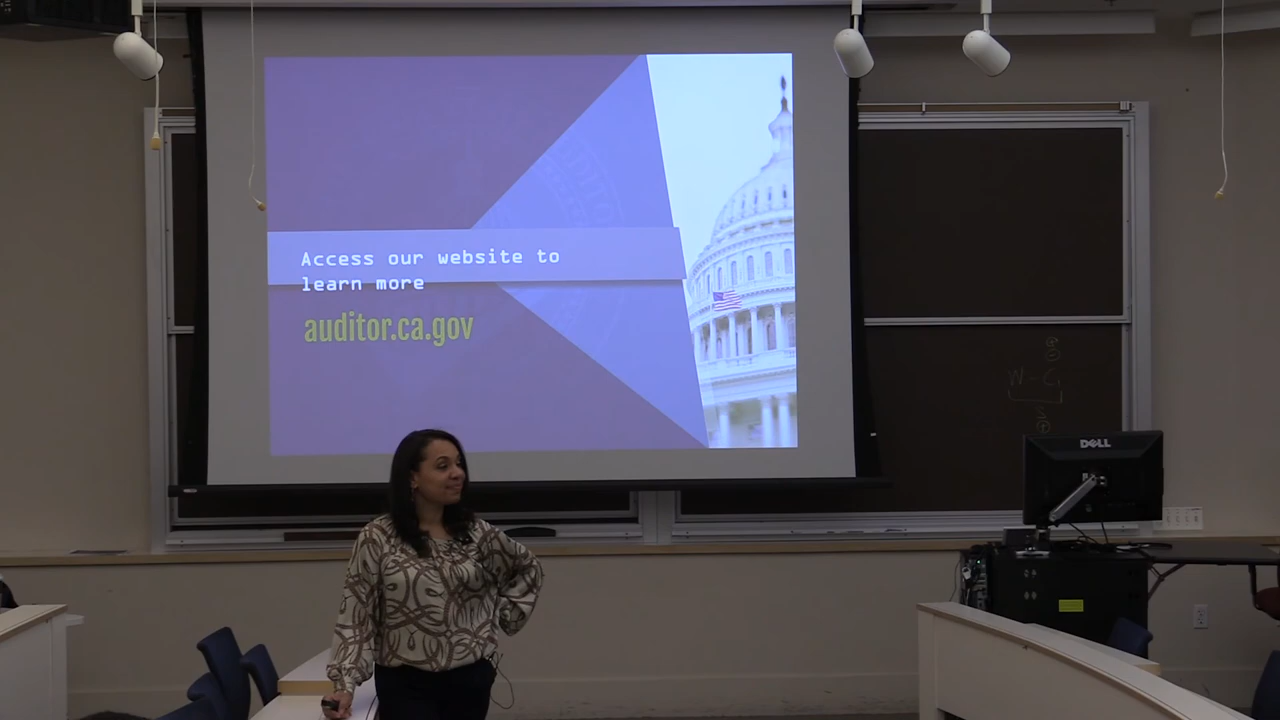 Access our website to
learn more
auditor.ca.gov
W - C
S
DELL